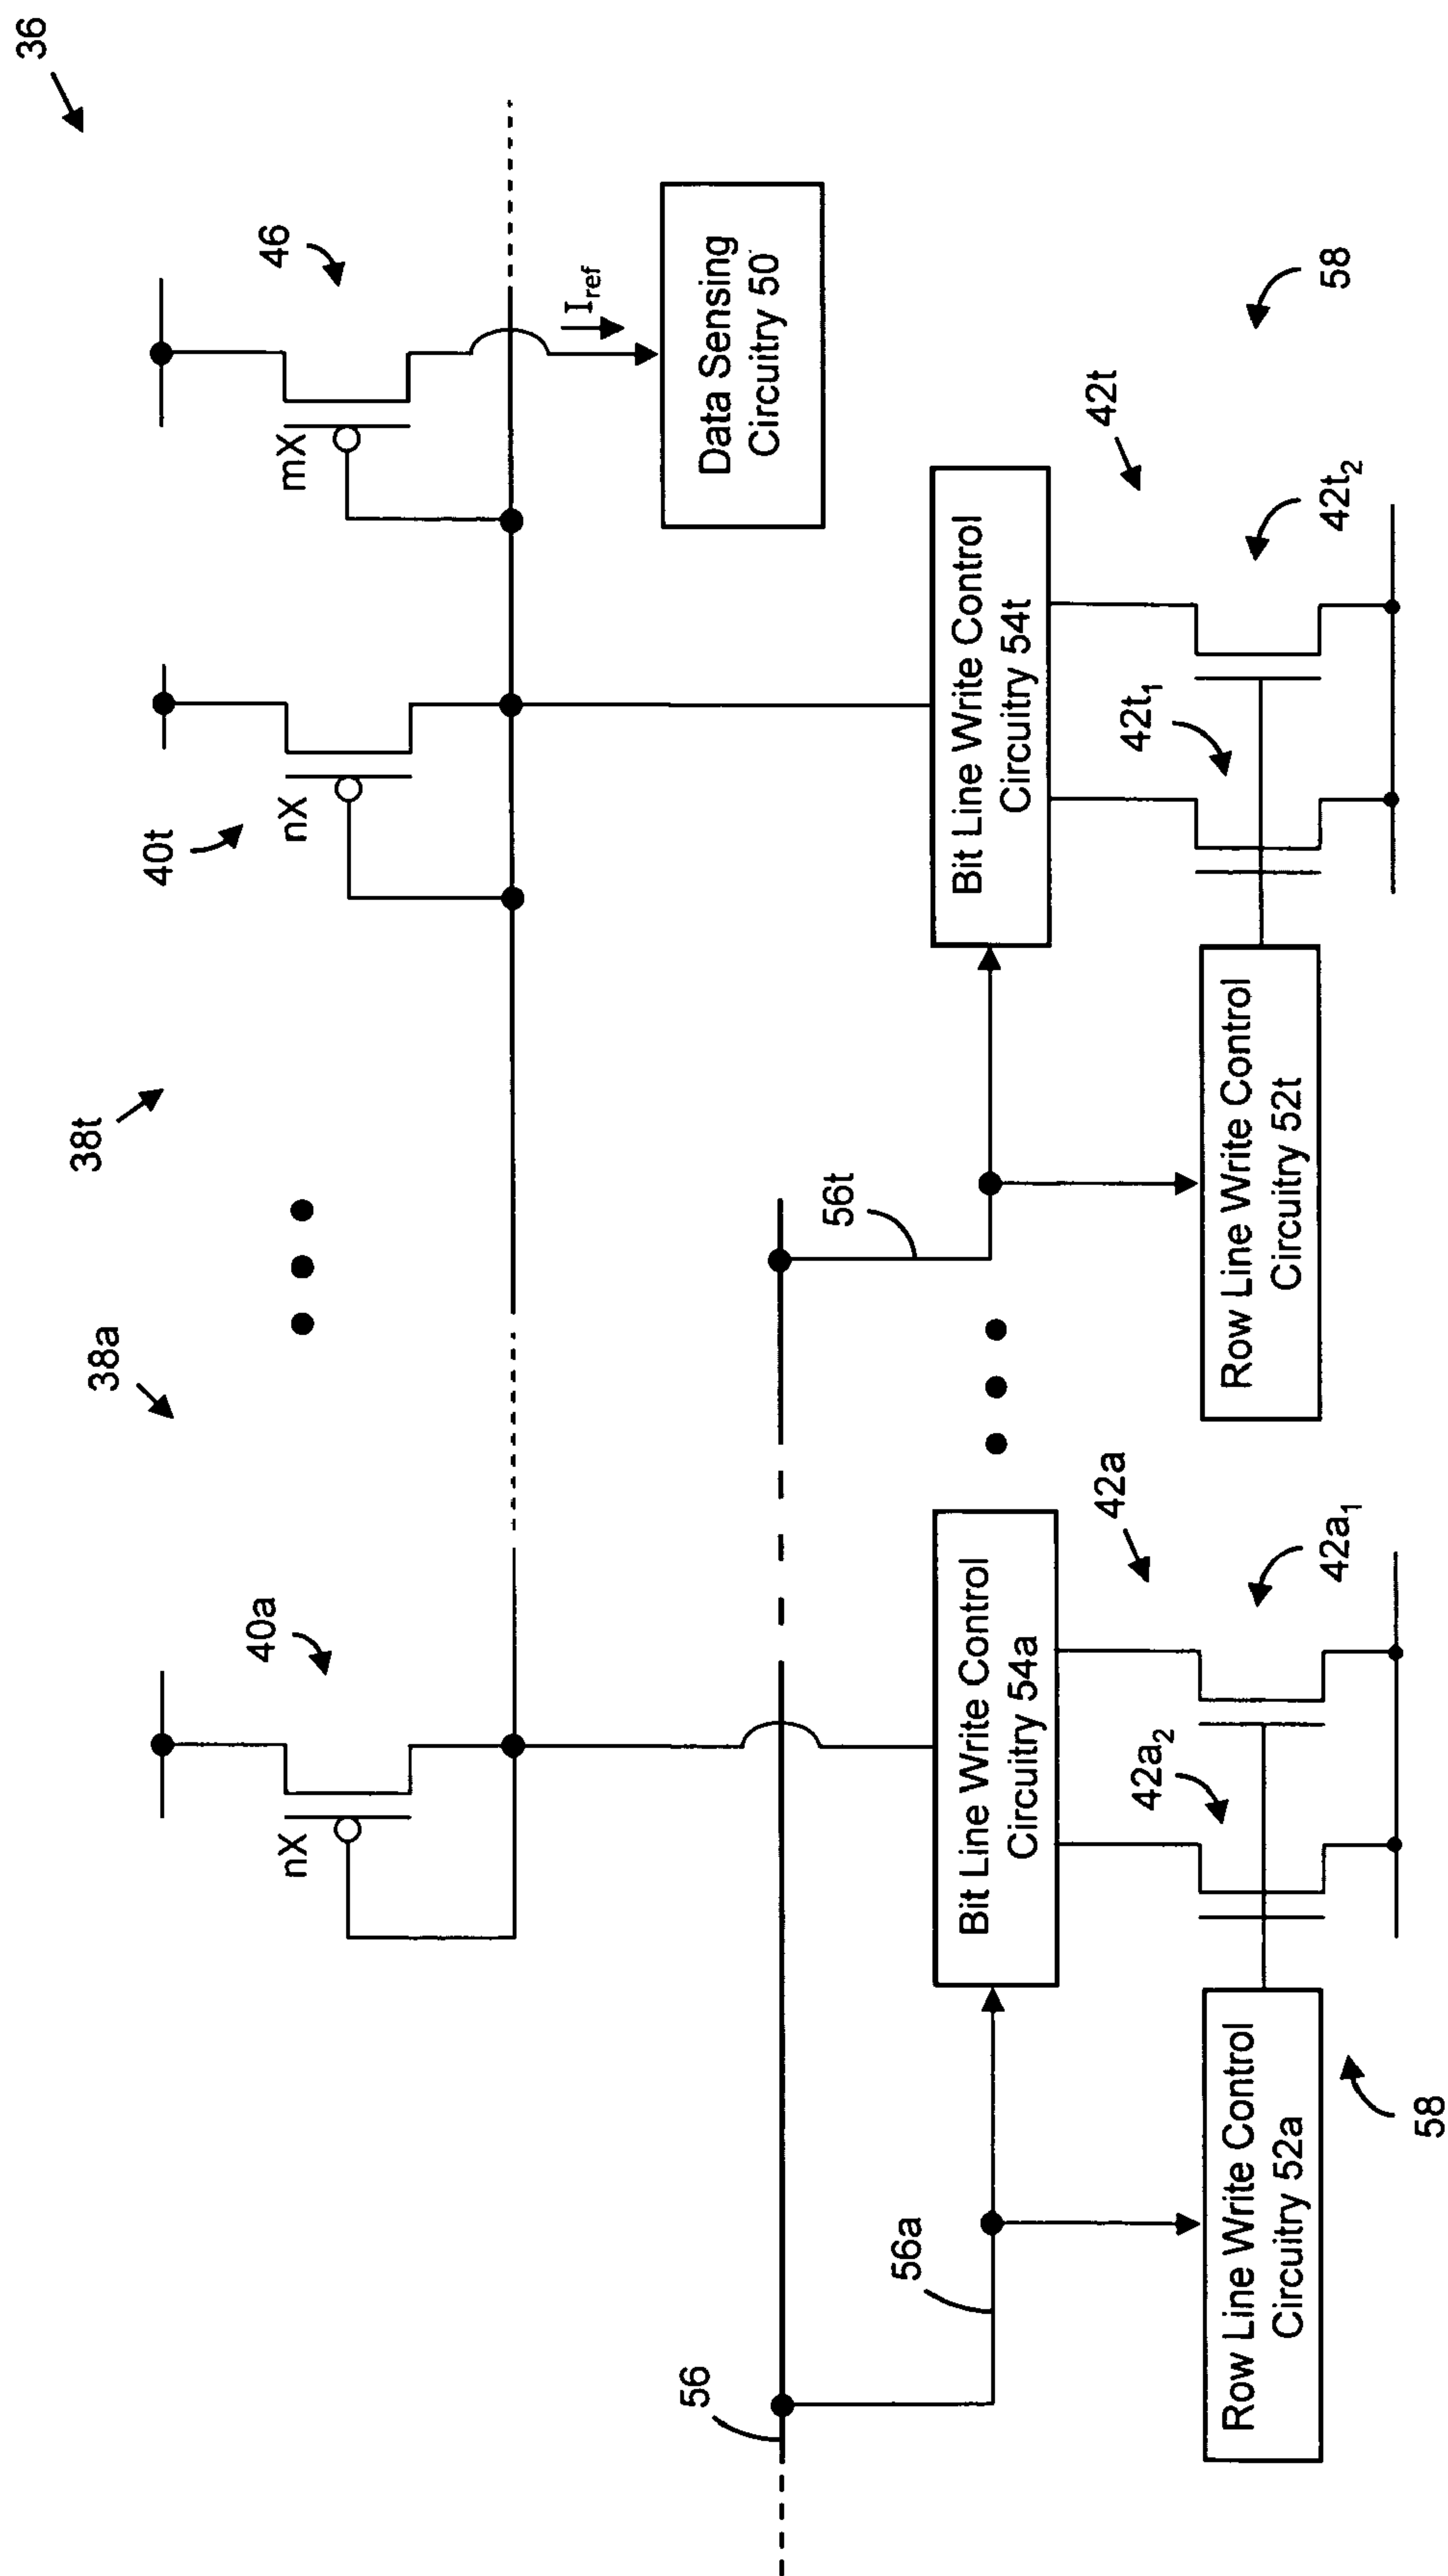 36
46
mX
I_ref
Data Sensing
Circuitry 50
40t
nX
38t
38a
40a
nX
58
42t
42t₂
42t₁
Bit Line Write Control
Circuitry 54t
Row Line Write Control
Circuitry 52t
56t
42a
42a₁
42a₂
Bit Line Write Control
Circuitry 54a
Row Line Write Control
Circuitry 52a
58
56a
56